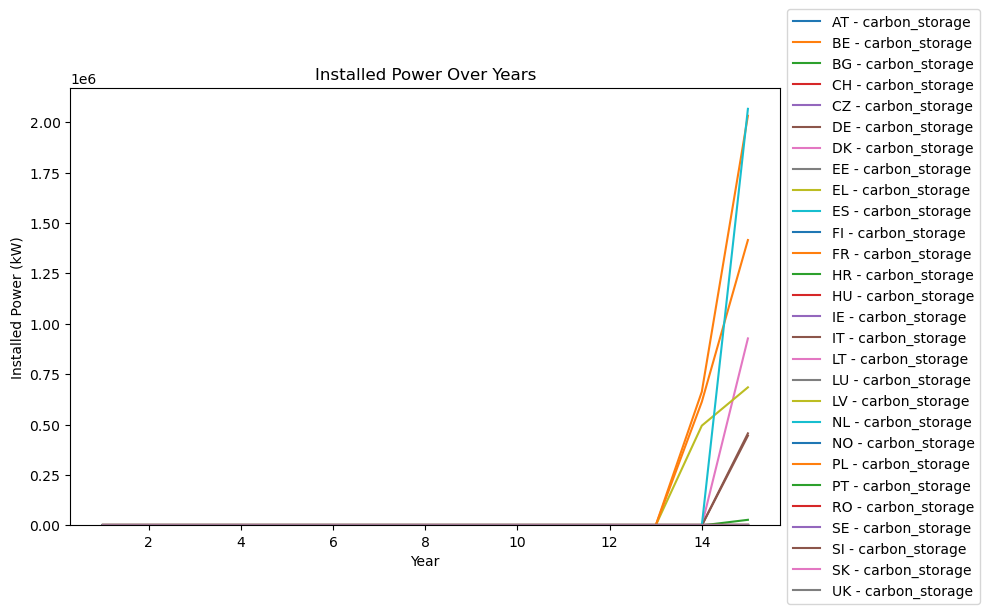 Installed Power Over Years
1e6
2.00
1.75
1.50
1.25
1.00
0.75
0.50
0.25
0.00
Installed Power (kW)
2 4 6 8 10 12 14
Year
AT - carbon_storage
BE - carbon_storage
BG - carbon_storage
CH - carbon_storage
CZ - carbon_storage
DE - carbon_storage
DK - carbon_storage
EE - carbon_storage
EL - carbon_storage
ES - carbon_storage
FI - carbon_storage
FR - carbon_storage
HR - carbon_storage
HU - carbon_storage
IE - carbon_storage
IT - carbon_storage
LT - carbon_storage
LU - carbon_storage
LV - carbon_storage
NL - carbon_storage
NO - carbon_storage
PL - carbon_storage
PT - carbon_storage
RO - carbon_storage
SE - carbon_storage
SI - carbon_storage
SK - carbon_storage
UK - carbon_storage